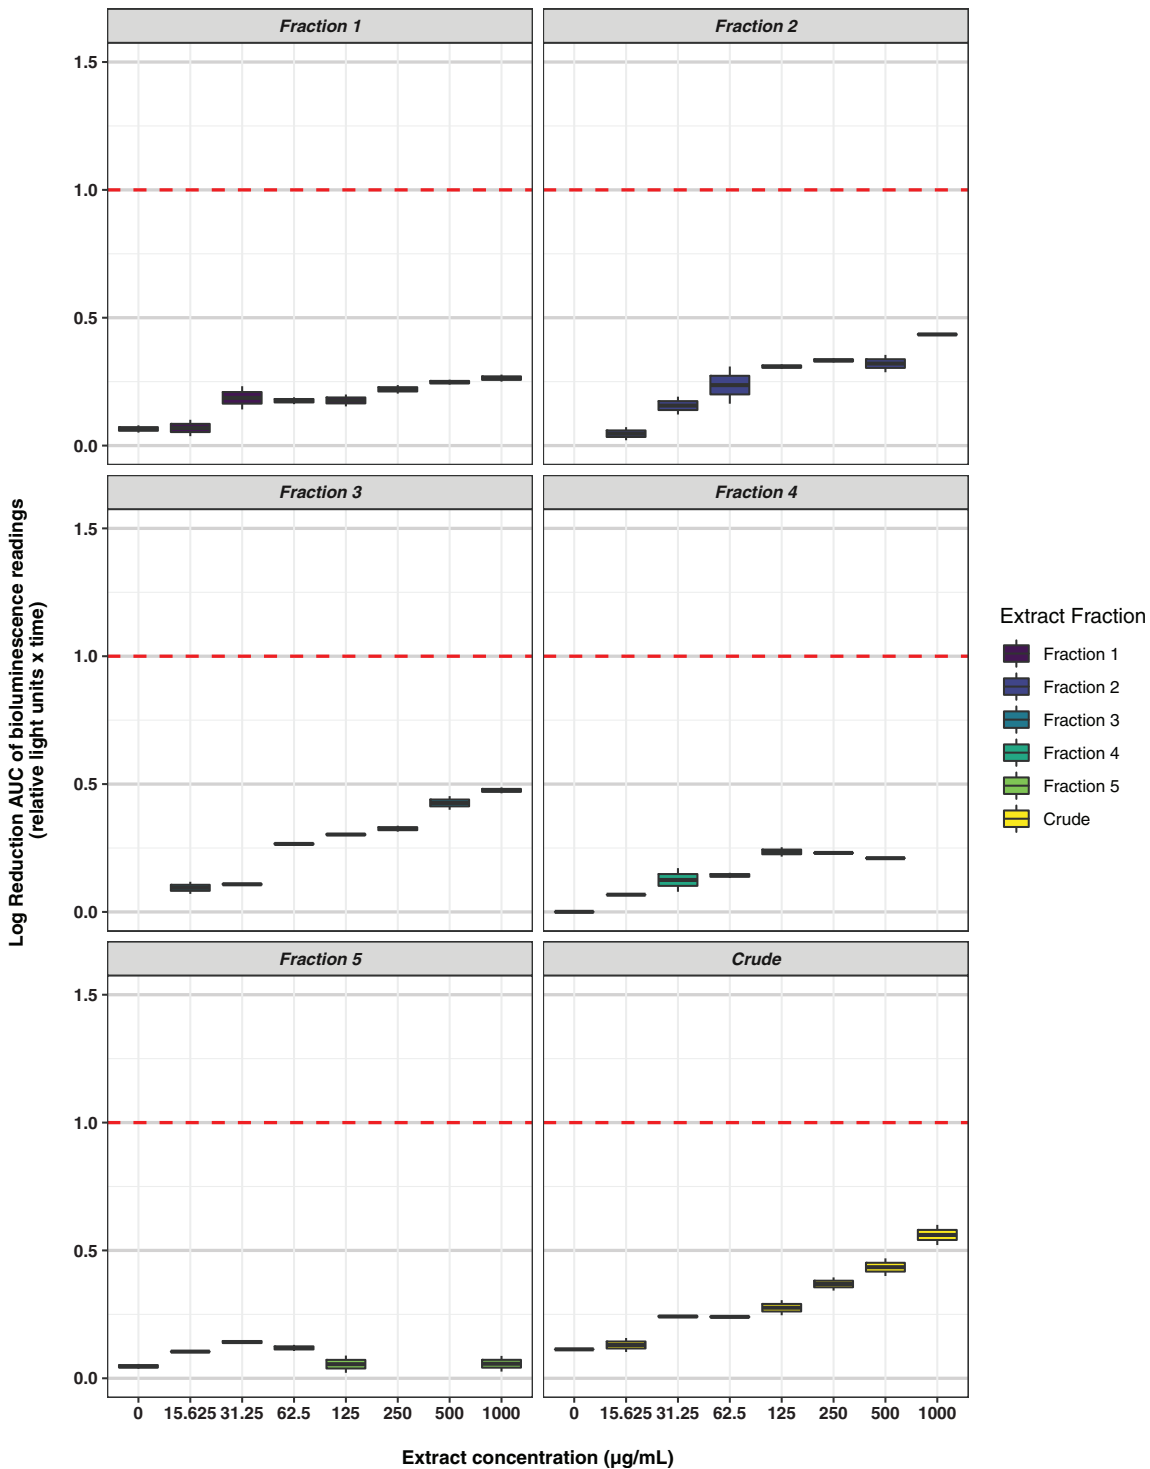 Fraction 1
Fraction 2
1.5
1.0
0.5
0.0
Fraction 3
Fraction 4
1.5
1.0
0.5
0.0
Fraction 5
Crude
1.5
1.0
0.5
0.0
0 15.625 31.25 62.5 125 250 500 1000
0 15.625 31.25 62.5 125 250 500 1000
Extract concentration (µg/mL)
Log Reduction AUC of bioluminescence readings
(relative light units x time)
Extract Fraction
Fraction 1
Fraction 2
Fraction 3
Fraction 4
Fraction 5
Crude